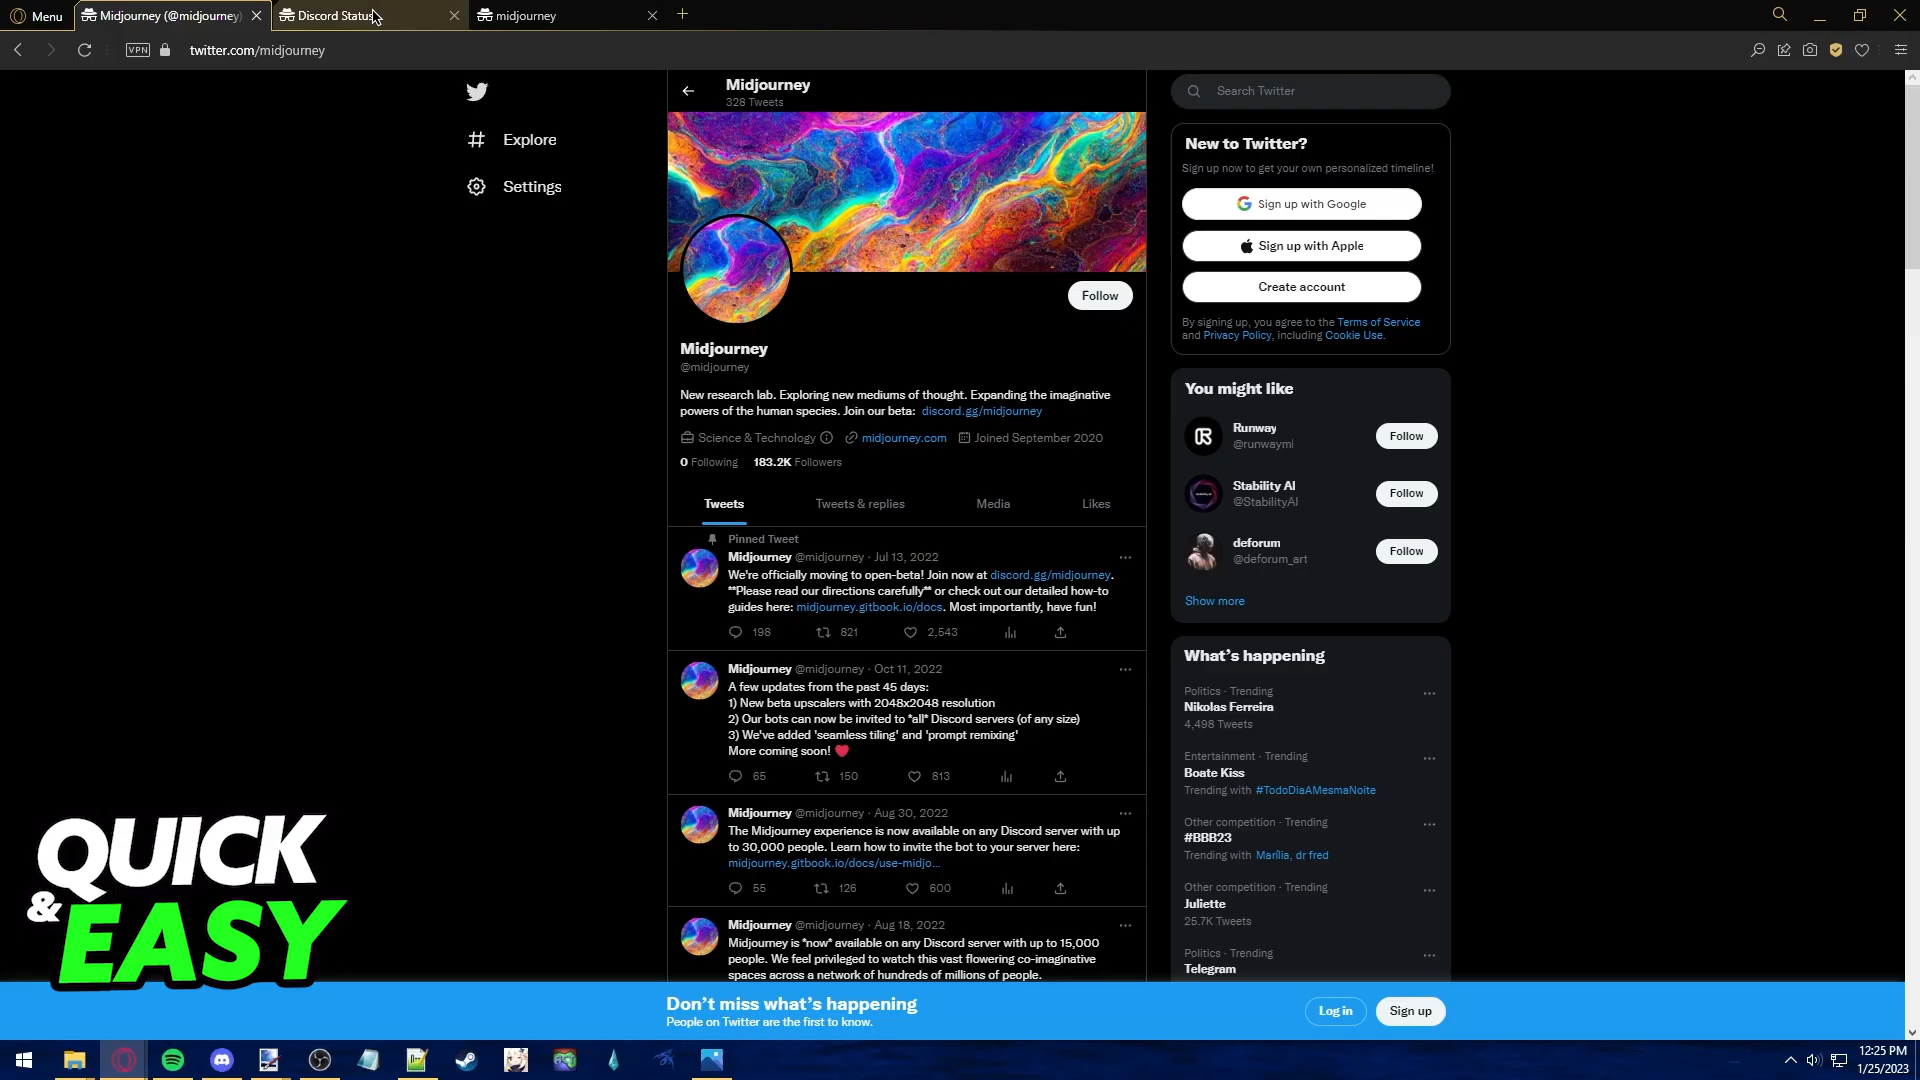 Menu
Midjourney (@midjourney)
Discord Status
midjourney
VPN
twitter.com/midjourney
Explore
Settings
Midjourney
328 Tweets
Follow
Midjourney
@midjourney
New research lab. Exploring new mediums of thought. Expanding the imaginative
powers of the human species. Join our beta: discord.gg/midjourney
Science & Technology midjourney.com Joined September 2020
0 Following 183.2K Followers
Tweets Tweets & replies Media Likes
Pinned Tweet
Midjourney @midjourney · Jul 13, 2022
We're officially moving to open-beta! Join now at discord.gg/midjourney.
**Please read our directions carefully** or check out our detailed how-to
guides here: midjourney.gitbook.io/docs. Most importantly, have fun!
198 821 2,543
Midjourney @midjourney · Oct 11, 2022
A few updates from the past 45 days:
1) New beta upscalers with 2048x2048 resolution
2) Our bots can now be invited to *all* Discord servers (of any size)
3) We've added 'seamless tiling' and 'prompt remixing'
More coming soon!
65 150 813
Midjourney @midjourney · Aug 30, 2022
The Midjourney experience is now available on any Discord server with up
to 30,000 people. Learn how to invite the bot to your server here:
midjourney.gitbook.io/docs/use-midjo...
55 126 600
Midjourney @midjourney · Aug 18, 2022
Midjourney is *now* available on any Discord server with up to 15,000
people. We feel privileged to watch this vast flowering co-imaginative
spaces across a network of hundreds of millions of people.
Search Twitter
New to Twitter?
Sign up now to get your own personalized timeline!
Sign up with Google
Sign up with Apple
Create account
By signing up, you agree to the Terms of Service
and Privacy Policy, including Cookie Use.
You might like
Runway
@runwayml
Follow
Stability AI
@StabilityAI
Follow
deforum
@deforum_art
Follow
Show more
What's happening
Politics · Trending
Nikolas Ferreira
4,498 Tweets
Entertainment · Trending
Boate Kiss
Trending with #TodoDiaAMesmaNoite
Other competition · Trending
#BBB23
Trending with Marília, dr fred
Other competition · Trending
Juliette
25.7K Tweets
Politics · Trending
Telegram
QUICK
&
EASY
Don't miss what's happening
People on Twitter are the first to know.
Log in
Sign up
12:25 PM
1/25/2023